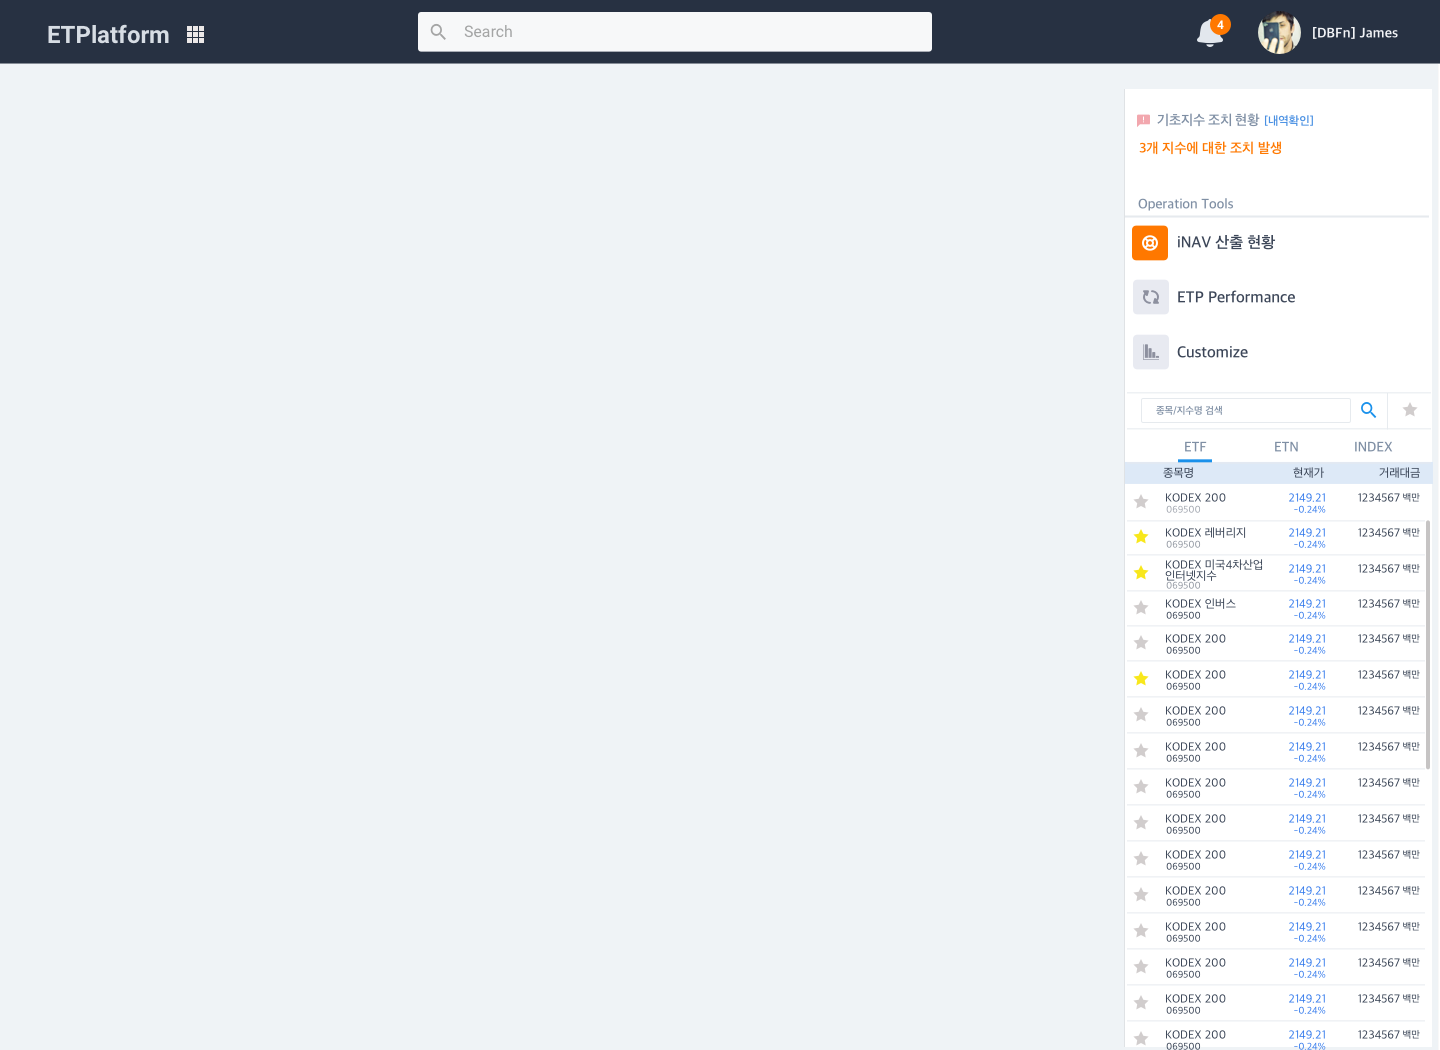 ETPlatform
Search
4
[DBFn] James
기초지수 조치 현황 [내역확인]
3개 지수에 대한 조치 발생
Operation Tools
iNAV 산출 현황
ETP Performance
Customize
종목/지수명 검색
ETF ETN INDEX
종목명 현재가 거래대금
KODEX 200 2149.21 1234567 백만
069500 -0.24%
KODEX 레버리지 2149.21 1234567 백만
069500 -0.24%
KODEX 미국4차산업
인터넷지수 2149.21 1234567 백만
069500 -0.24%
KODEX 인버스 2149.21 1234567 백만
069500 -0.24%
KODEX 200 2149.21 1234567 백만
069500 -0.24%
KODEX 200 2149.21 1234567 백만
069500 -0.24%
KODEX 200 2149.21 1234567 백만
069500 -0.24%
KODEX 200 2149.21 1234567 백만
069500 -0.24%
KODEX 200 2149.21 1234567 백만
069500 -0.24%
KODEX 200 2149.21 1234567 백만
069500 -0.24%
KODEX 200 2149.21 1234567 백만
069500 -0.24%
KODEX 200 2149.21 1234567 백만
069500 -0.24%
KODEX 200 2149.21 1234567 백만
069500 -0.24%
KODEX 200 2149.21 1234567 백만
069500 -0.24%
KODEX 200 2149.21 1234567 백만
069500 -0.24%
KODEX 200 2149.21 1234567 백만
069500 -0.24%